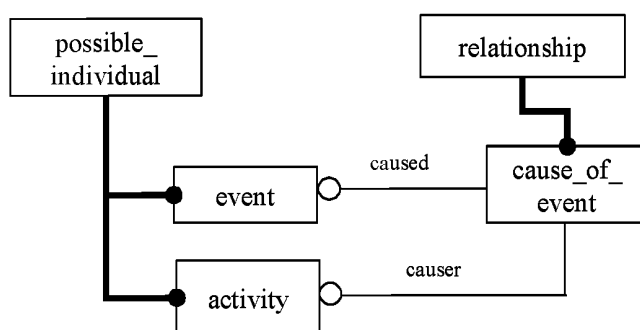 possible_
individual
relationship
event
caused
cause_of_
event
activity
causer